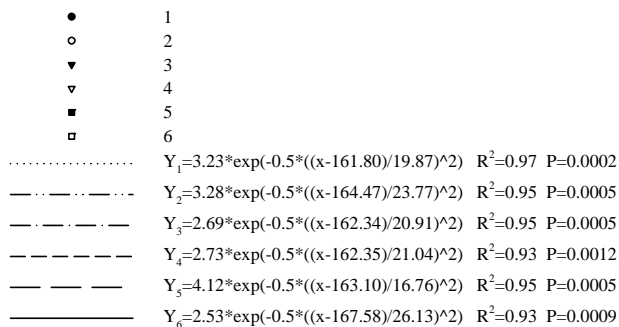 1
2
3
4
5
6
Y₁=3.23*exp(-0.5*((x-161.80)/19.87)^2) R²=0.97 P=0.0002
Y₂=3.28*exp(-0.5*((x-164.47)/23.77)^2) R²=0.95 P=0.0005
Y₃=2.69*exp(-0.5*((x-162.34)/20.91)^2) R²=0.95 P=0.0005
Y₄=2.73*exp(-0.5*((x-162.35)/21.04)^2) R²=0.93 P=0.0012
Y₅=4.12*exp(-0.5*((x-163.10)/16.76)^2) R²=0.95 P=0.0005
Y₆=2.53*exp(-0.5*((x-167.58)/26.13)^2) R²=0.93 P=0.0009